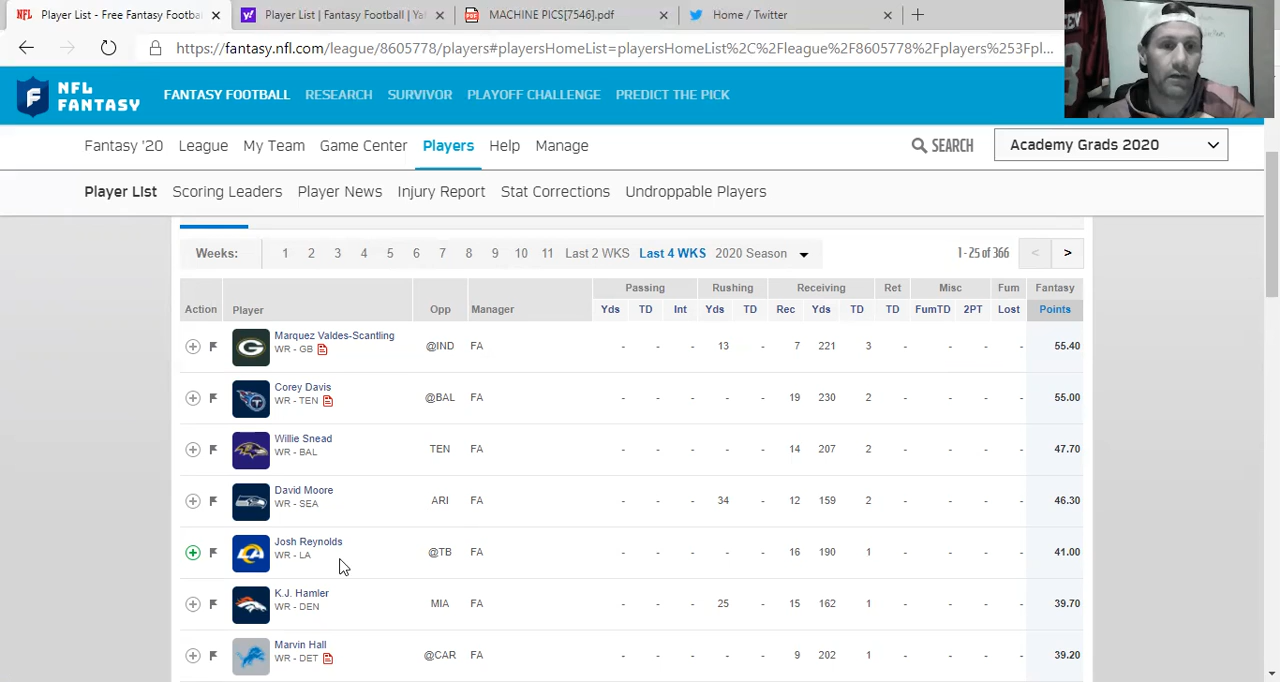 Player List - Free Fantasy Footba
Player List | Fantasy Football | Ya
MACHINE PICS[7546].pdf
Home / Twitter
https://fantasy.nfl.com/league/8605778/players#playersHomeList=playersHomeList%2C%2Fleague%2F8605778%2Fplayers%253Fpl...
NFL FANTASY
FANTASY FOOTBALL RESEARCH SURVIVOR PLAYOFF CHALLENGE PREDICT THE PICK
Fantasy '20 League My Team Game Center Players Help Manage SEARCH Academy Grads 2020
Player List Scoring Leaders Player News Injury Report Stat Corrections Undroppable Players
Weeks: 1 2 3 4 5 6 7 8 9 10 11 Last 2 WKS Last 4 WKS 2020 Season 1-25 of 366 < >
Passing Rushing Receiving Ret Misc Fum Fantasy
Action Player Opp Manager Yds TD Int Yds TD Rec Yds TD TD FumTD 2PT Lost Points
Marquez Valdes-Scantling
WR - GB @IND FA - - - 13 - 7 221 3 - - - - 55.40
Corey Davis
WR - TEN @BAL FA - - - - - 19 230 2 - - - - 55.00
Willie Snead
WR - BAL TEN FA - - - - - 14 207 2 - - - - 47.70
David Moore
WR - SEA ARI FA - - - 34 - 12 159 2 - - - - 46.30
Josh Reynolds
WR - LA @TB FA - - - - - 16 190 1 - - - - 41.00
K.J. Hamler
WR - DEN MIA FA - - - 25 - 15 162 1 - - - - 39.70
Marvin Hall
WR - DET @CAR FA - - - - - 9 202 1 - - - - 39.20